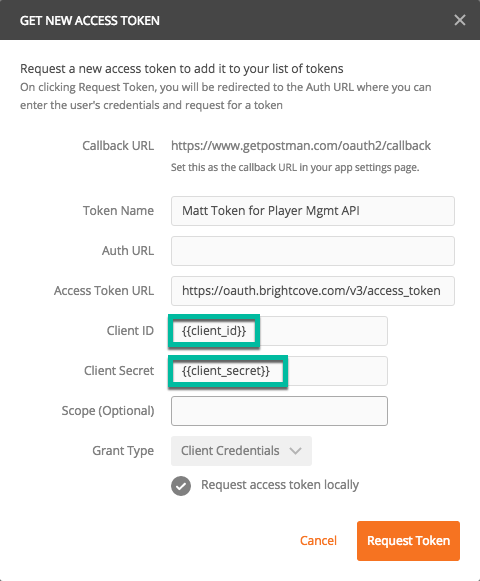 GET NEW ACCESS TOKEN
Request a new access token to add it to your list of tokens
On clicking Request Token, you will be redirected to the Auth URL where you can
enter the user's credentials and request for a token
Callback URL https://www.getpostman.com/oauth2/callback
Set this as the callback URL in your app settings page.
Token Name Matt Token for Player Mgmt API
Auth URL
Access Token URL https://oauth.brightcove.com/v3/access_token
Client ID {{client_id}}
Client Secret {{client_secret}}
Scope (Optional)
Grant Type Client Credentials
Request access token locally
Cancel Request Token